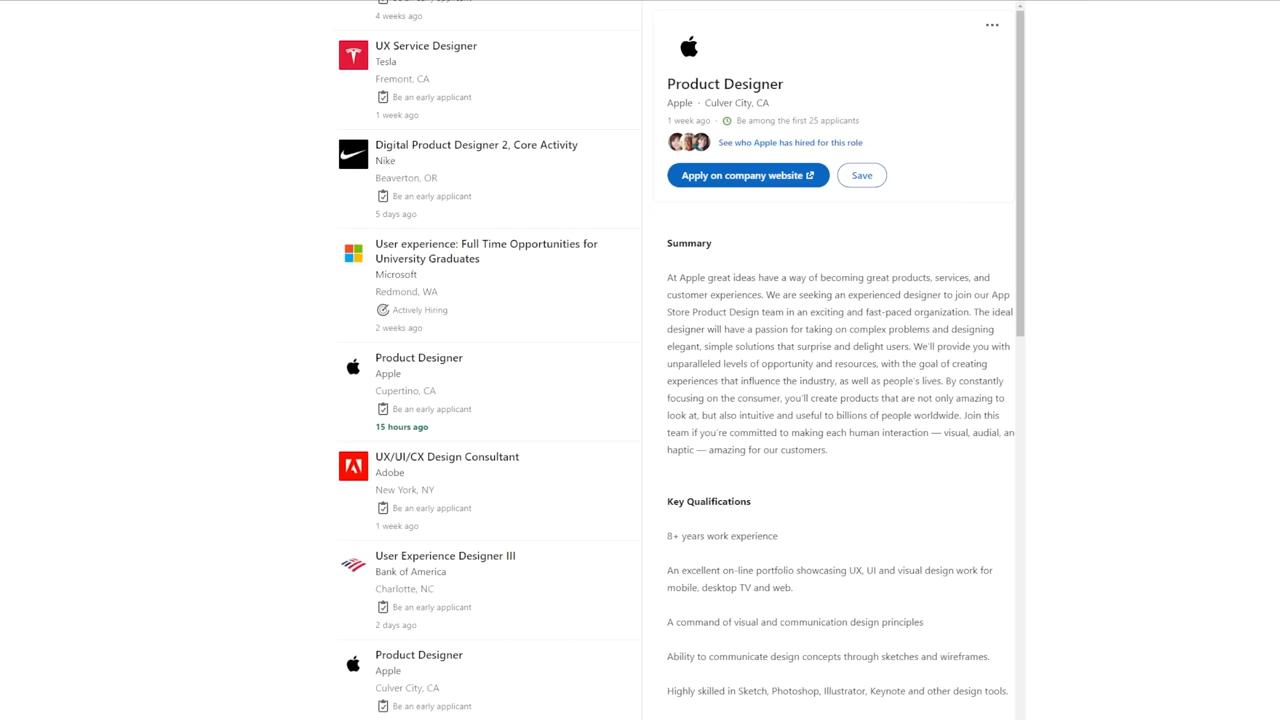 4 weeks ago
UX Service Designer
Tesla
Fremont, CA
Be an early applicant
1 week ago
Digital Product Designer 2, Core Activity
Nike
Beaverton, OR
Be an early applicant
5 days ago
User experience: Full Time Opportunities for
University Graduates
Microsoft
Redmond, WA
Actively Hiring
2 weeks ago
Product Designer
Apple
Cupertino, CA
Be an early applicant
15 hours ago
UX/UI/CX Design Consultant
Adobe
New York, NY
Be an early applicant
1 week ago
User Experience Designer III
Bank of America
Charlotte, NC
Be an early applicant
2 days ago
Product Designer
Apple
Culver City, CA
Be an early applicant
Product Designer
Apple · Culver City, CA
1 week ago · Be among the first 25 applicants
See who Apple has hired for this role
Apply on company website
Save
Summary
At Apple great ideas have a way of becoming great products, services, and
customer experiences. We are seeking an experienced designer to join our App
Store Product Design team in an exciting and fast-paced organization. The ideal
designer will have a passion for taking on complex problems and designing
elegant, simple solutions that surprise and delight users. We'll provide you with
unparalleled levels of opportunity and resources, with the goal of creating
experiences that influence the industry, as well as people's lives. By constantly
focusing on the consumer, you'll create products that are not only amazing to
look at, but also intuitive and useful to billions of people worldwide. Join this
team if you're committed to making each human interaction — visual, audial, an
haptic — amazing for our customers.
Key Qualifications
8+ years work experience
An excellent on-line portfolio showcasing UX, UI and visual design work for
mobile, desktop TV and web.
A command of visual and communication design principles
Ability to communicate design concepts through sketches and wireframes.
Highly skilled in Sketch, Photoshop, Illustrator, Keynote and other design tools.